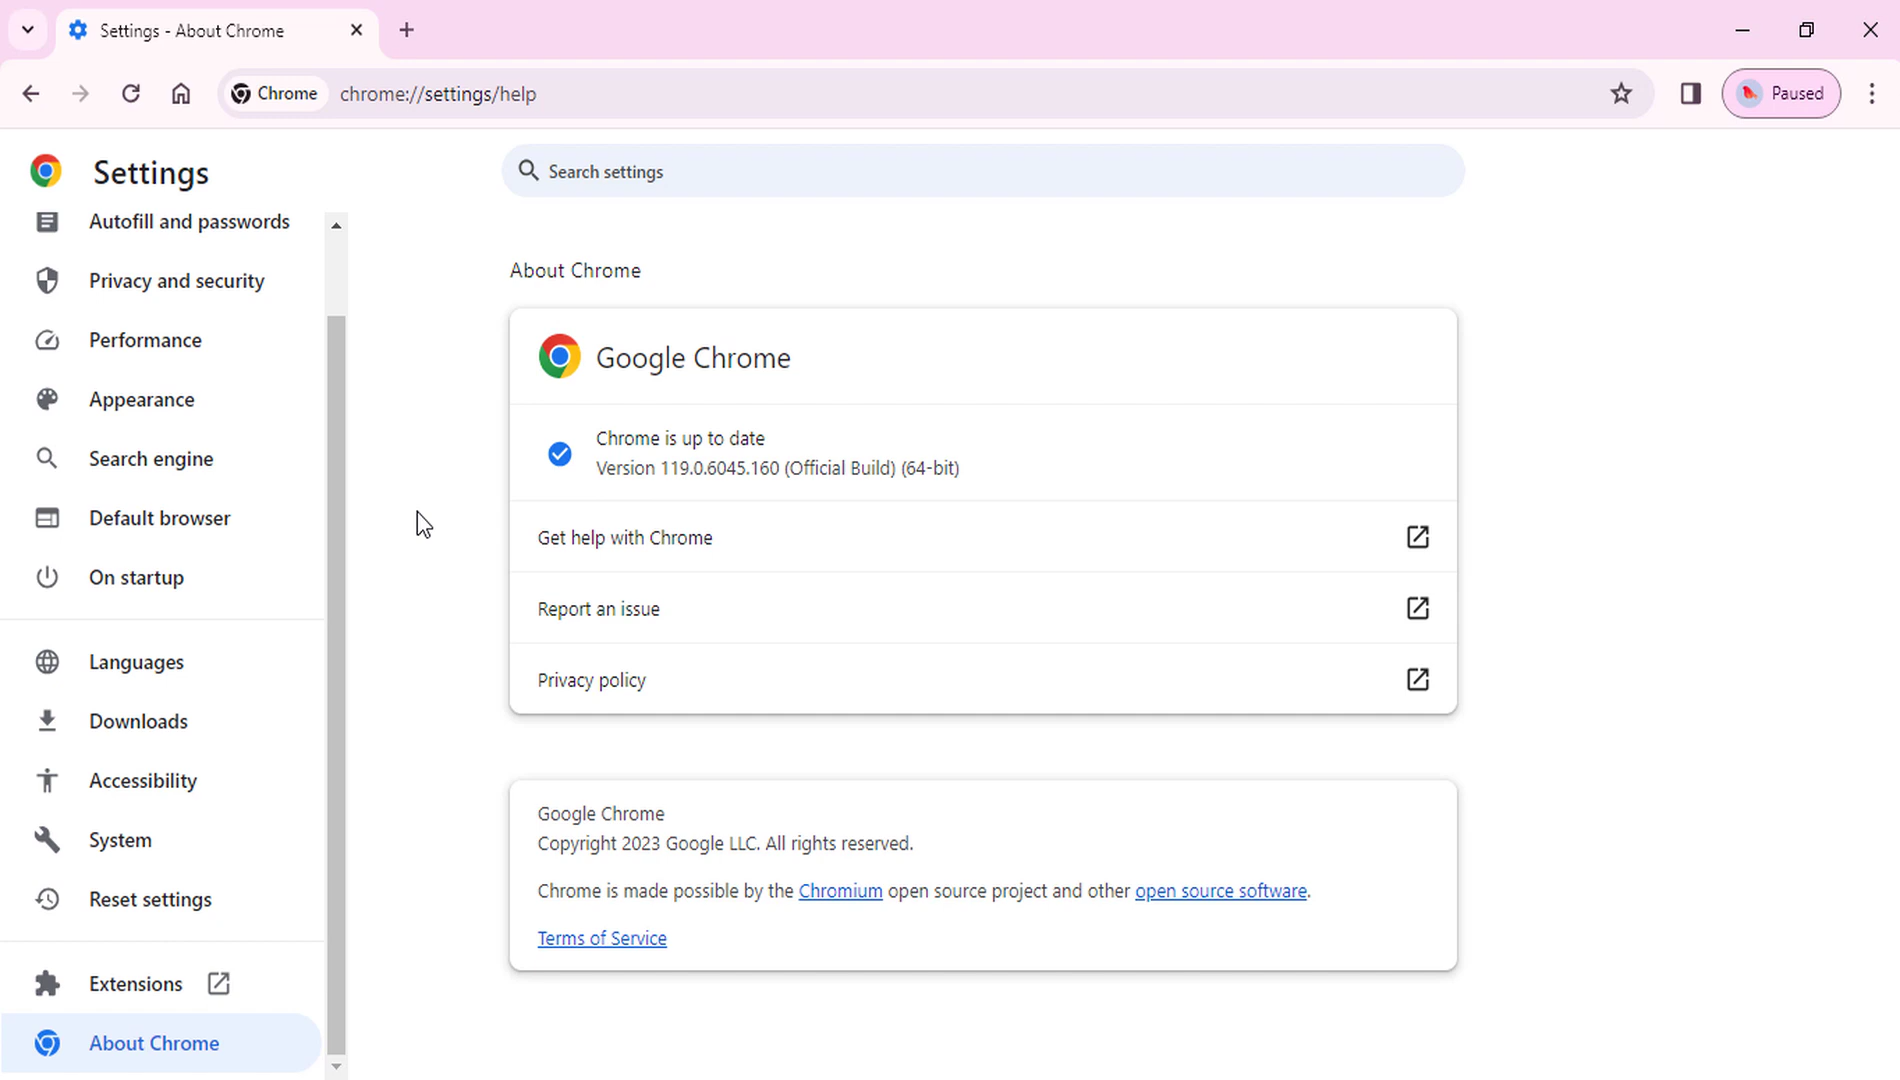 Settings - About Chrome
Chrome
chrome://settings/help
Paused
Settings
Search settings
Autofill and passwords
Privacy and security
Performance
Appearance
Search engine
Default browser
On startup
Languages
Downloads
Accessibility
System
Reset settings
Extensions
About Chrome
About Chrome
Google Chrome
Chrome is up to date
Version 119.0.6045.160 (Official Build) (64-bit)
Get help with Chrome
Report an issue
Privacy policy
Google Chrome
Copyright 2023 Google LLC. All rights reserved.
Chrome is made possible by the Chromium open source project and other open source software.
Terms of Service